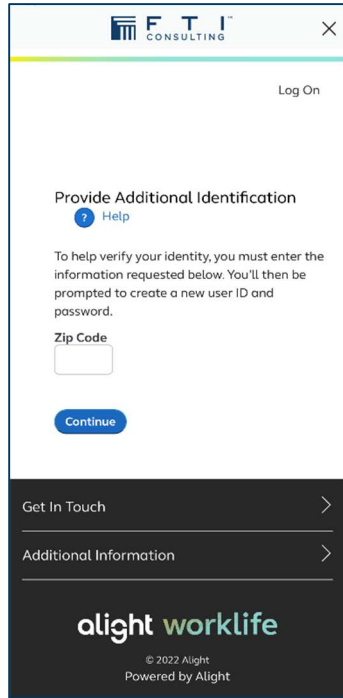 FTI™
CONSULTING
Log On
Provide Additional Identification
? Help
To help verify your identity, you must enter the
information requested below. You'll then be
prompted to create a new user ID and
password.
Zip Code
Continue
Get In Touch
Additional Information
alight worklife
© 2022 Alight
Powered by Alight